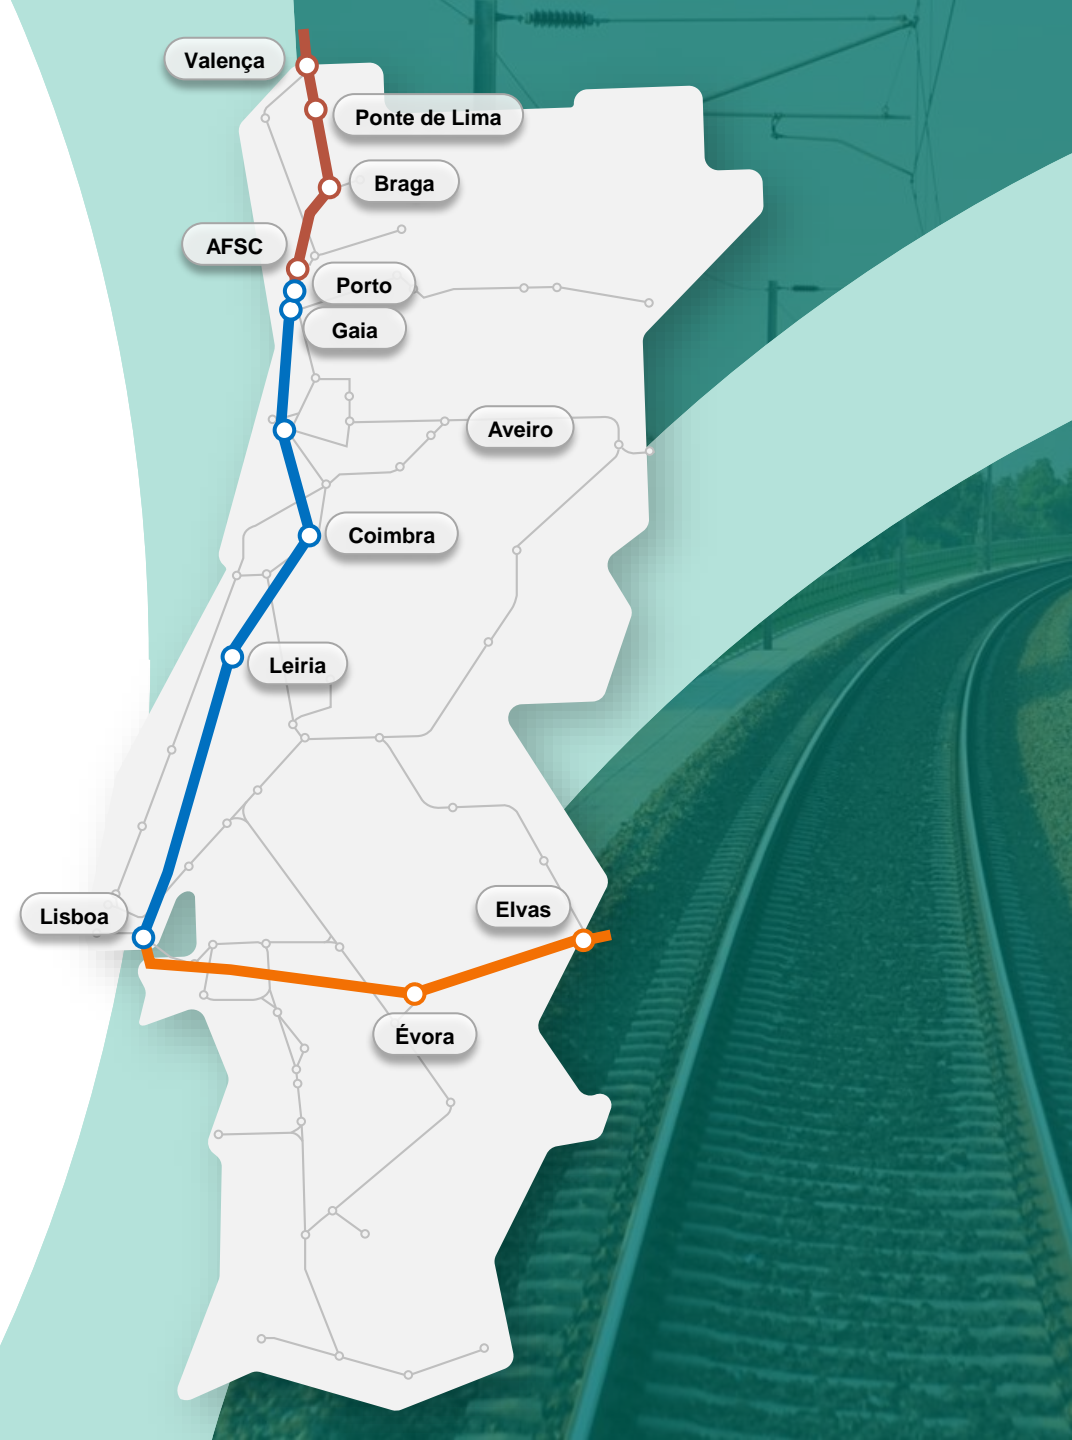 Valença
Ponte de Lima
Braga
AFSC
Porto
Gaia
Aveiro
Coimbra
Leiria
Lisboa
Elvas
Évora